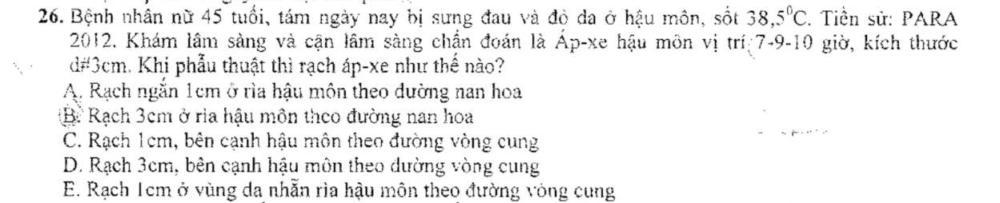 26. Bệnh nhân nữ 45 tuổi, tám ngày nay bị sưng đau và đỏ da ở hậu môn, sốt 38,5⁰C. Tiền sử: PARA
2012. Khám lâm sàng và cận lâm sàng chẩn đoán là Áp-xe hậu môn vị trí 7-9-10 giờ, kích thước
d#3cm. Khi phẫu thuật thì rạch áp-xe như thế nào?
A. Rạch ngắn 1cm ở rìa hậu môn theo đường nan hoa
B. Rạch 3cm ở rìa hậu môn theo đường nan hoa
C. Rạch 1cm, bên cạnh hậu môn theo đường vòng cung
D. Rạch 3cm, bên cạnh hậu môn theo đường vòng cung
E. Rạch 1cm ở vùng da nhẵn rìa hậu môn theo đường vòng cung